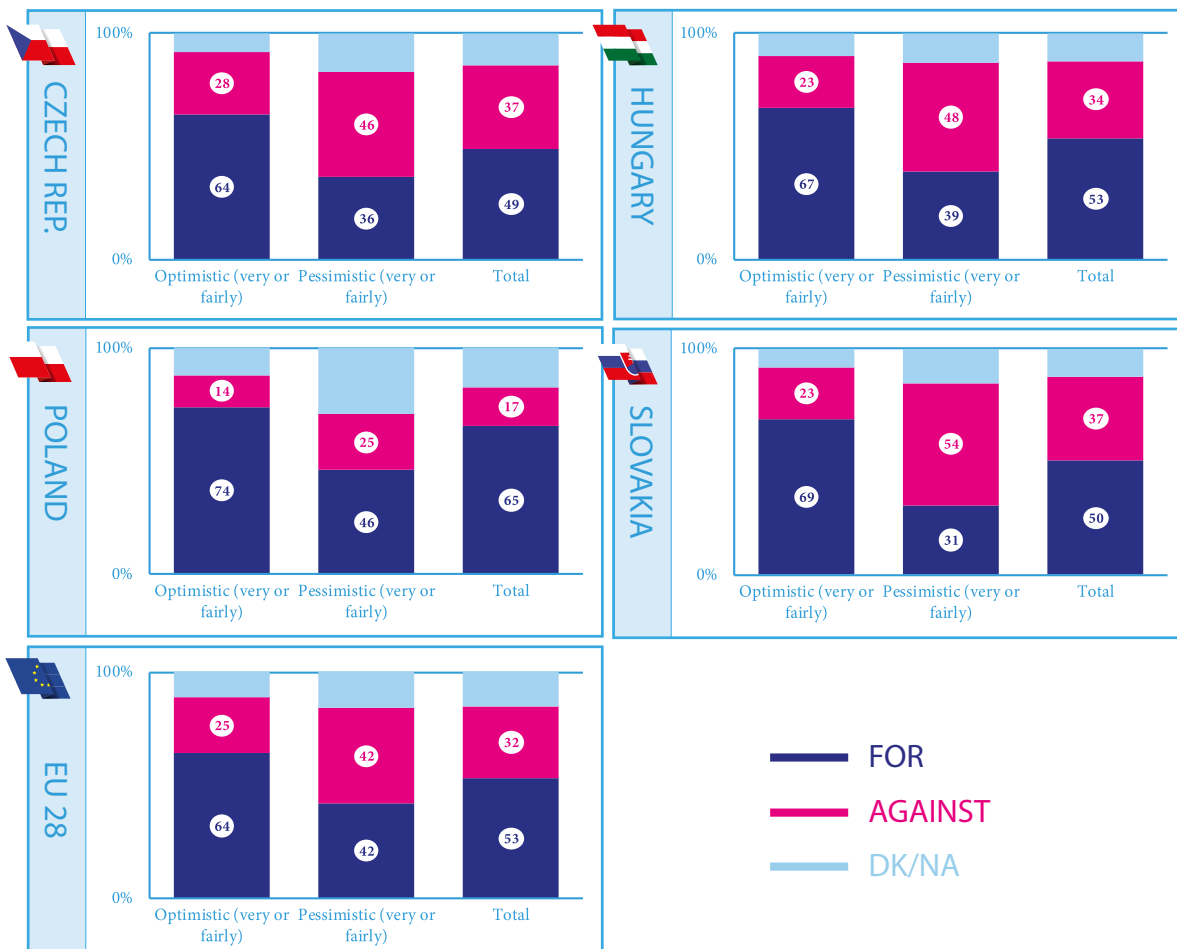 CZECH REP.
100%
28
64
46
36
37
49
0%
Optimistic (very or
fairly)
Pessimistic (very or
fairly)
Total
HUNGARY
100%
23
67
48
39
34
53
0%
Optimistic (very or
fairly)
Pessimistic (very or
fairly)
Total
POLAND
100%
14
74
25
46
17
65
0%
Optimistic (very or
fairly)
Pessimistic (very or
fairly)
Total
SLOVAKIA
100%
23
69
54
31
37
50
0%
Optimistic (very or
fairly)
Pessimistic (very or
fairly)
Total
EU 28
100%
25
64
42
42
32
53
0%
Optimistic (very or
fairly)
Pessimistic (very or
fairly)
Total
FOR
AGAINST
DK/NA